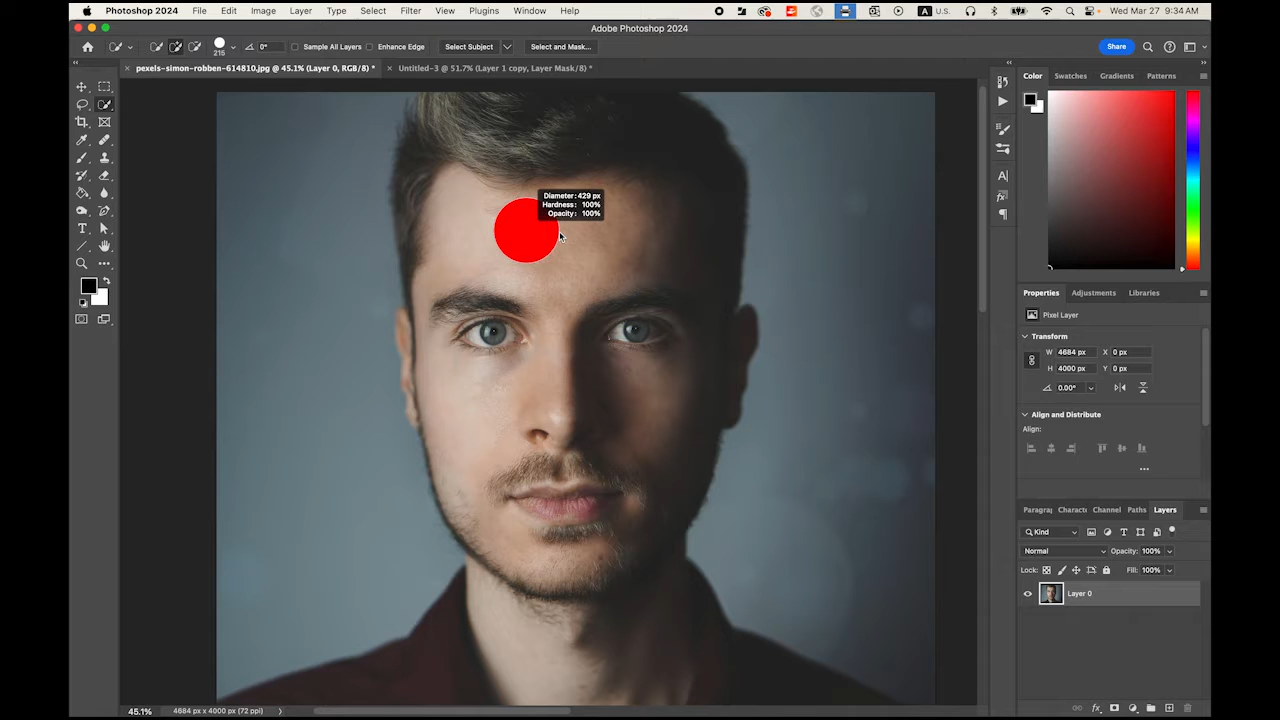 Photoshop 2024 File Edit Image Layer Type Select Filter View Plugins Window Help A U.S. Wed Mar 27 9:34 AM
Adobe Photoshop 2024
215 0° Sample All Layers Enhance Edge Select Subject Select and Mask... Share
× pexels-simon-robben-614810.jpg @ 45.1% (Layer 0, RGB/8) * × Untitled-3 @ 51.7% (Layer 1 copy, Layer Mask/8) *
Color Swatches Gradients Patterns
Diameter: 429 px
Hardness: 100%
Opacity: 100%
Properties Adjustments Libraries
Pixel Layer
Transform
W 4684 px X 0 px
H 4000 px Y 0 px
0.00°
Align and Distribute
Align:
Paragraj Charact Channel Paths Layers
Kind
Normal Opacity: 100%
Lock: Fill: 100%
Layer 0
45.1% 4684 px x 4000 px (72 ppi)